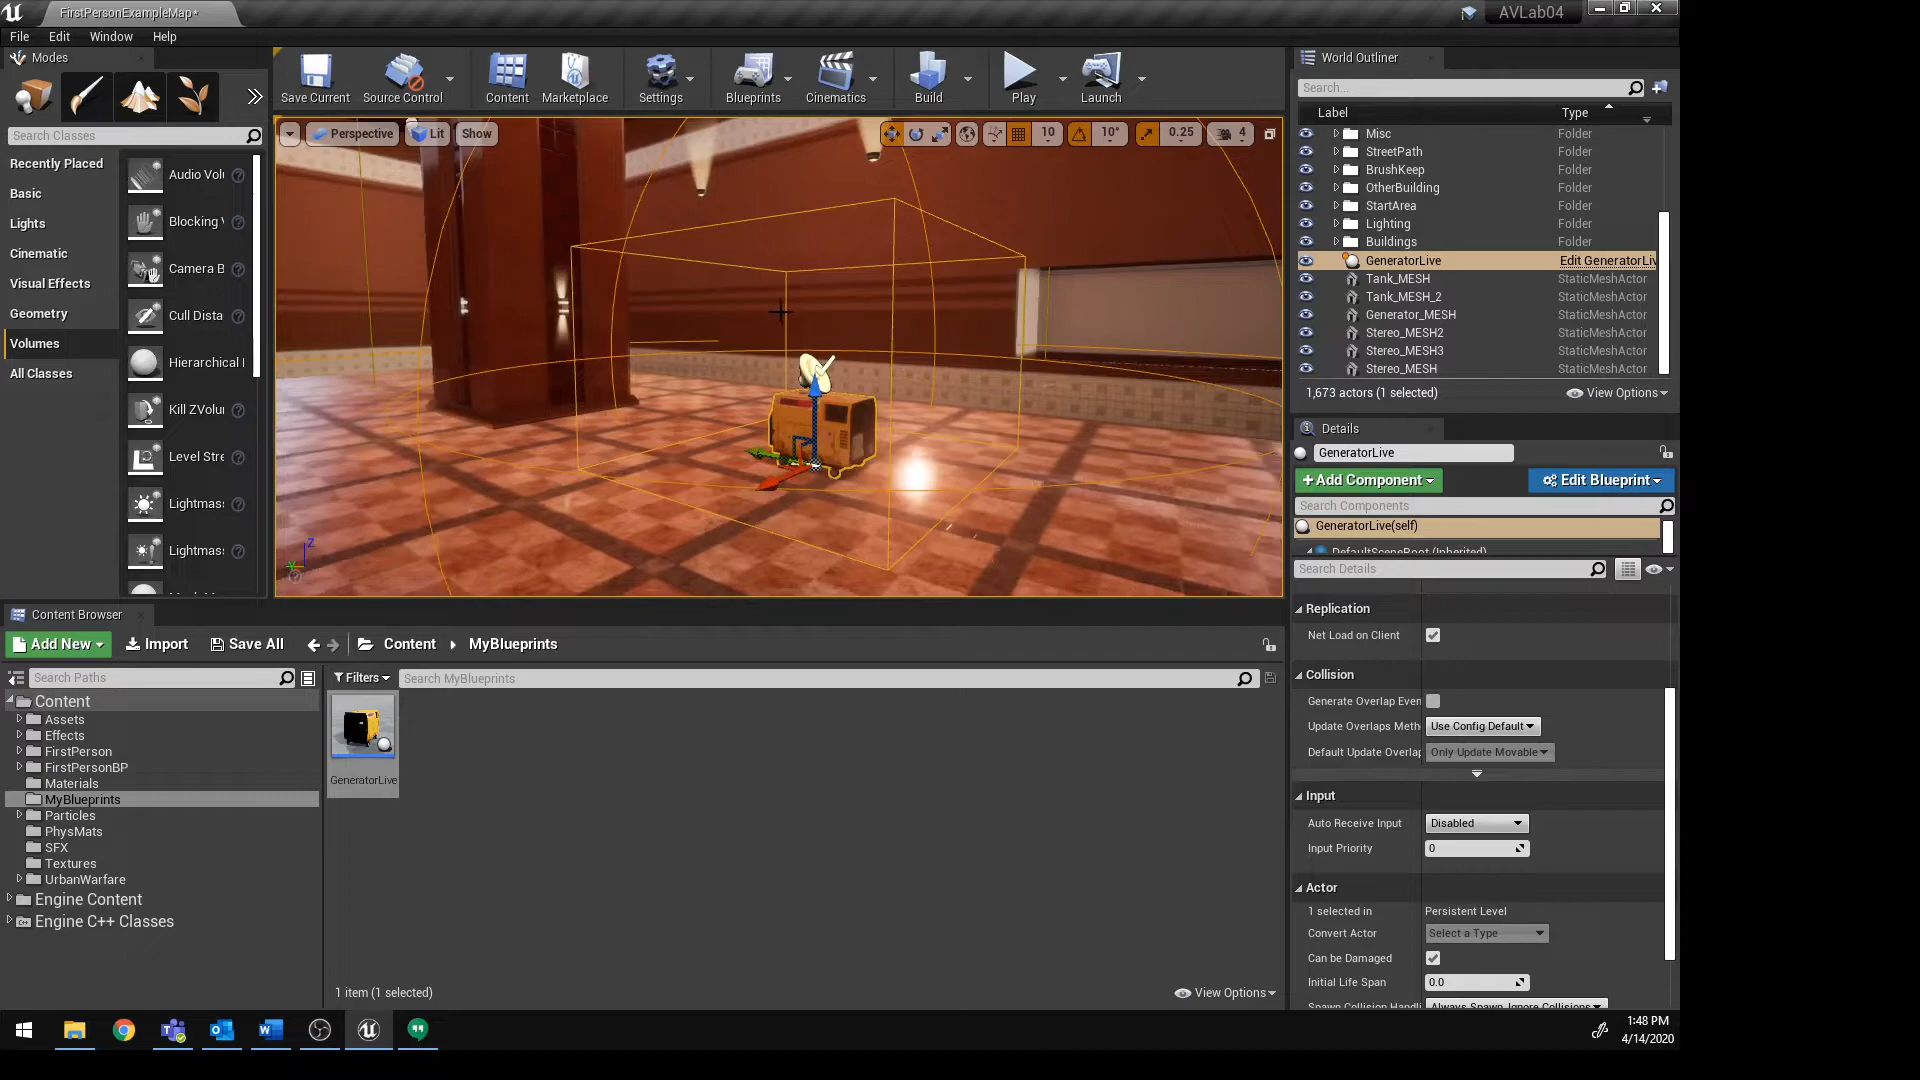 FirstPersonExampleMap*
AVLab04
File Edit Window Help
Modes
Search Classes
Recently Placed
Basic
Lights
Cinematic
Visual Effects
Geometry
Volumes
All Classes
Audio Volu
Blocking V
Camera B
Cull Dista
Hierarchical I
Kill ZVolur
Level Stre
Lightmas
Lightmas
Save Current
Source Control
Content
Marketplace
Settings
Blueprints
Cinematics
Build
Play
Launch
Perspective
Lit
Show
10
10°
0.25
4
Z
World Outliner
Search...
Label Type
Misc Folder
StreetPath Folder
BrushKeep Folder
OtherBuilding Folder
StartArea Folder
Lighting Folder
Buildings Folder
GeneratorLive Edit GeneratorLiv
Tank_MESH StaticMeshActor
Tank_MESH_2 StaticMeshActor
Generator_MESH StaticMeshActor
Stereo_MESH2 StaticMeshActor
Stereo_MESH3 StaticMeshActor
Stereo_MESH StaticMeshActor
1,673 actors (1 selected)
View Options
Details
GeneratorLive
+Add Component
Edit Blueprint
Search Components
GeneratorLive(self)
DefaultSceneRoot (Inherited)
Search Details
Replication
Net Load on Client
Collision
Generate Overlap Even
Update Overlaps Meth Use Config Default
Default Update Overlap Only Update Movable
Input
Auto Receive Input Disabled
Input Priority 0
Actor
1 selected in Persistent Level
Convert Actor Select a Type
Can be Damaged
Initial Life Span 0.0
Spawn Collision Handli Always Spawn, Ignore Collisions
Content Browser
Add New
Import
Save All
Content
MyBlueprints
Search Paths
Filters
Search MyBlueprints
Content
Assets
Effects
FirstPerson
FirstPersonBP
Materials
MyBlueprints
Particles
PhysMats
SFX
Textures
UrbanWarfare
Engine Content
Engine C++ Classes
GeneratorLive
1 item (1 selected)
View Options
1:48 PM
4/14/2020